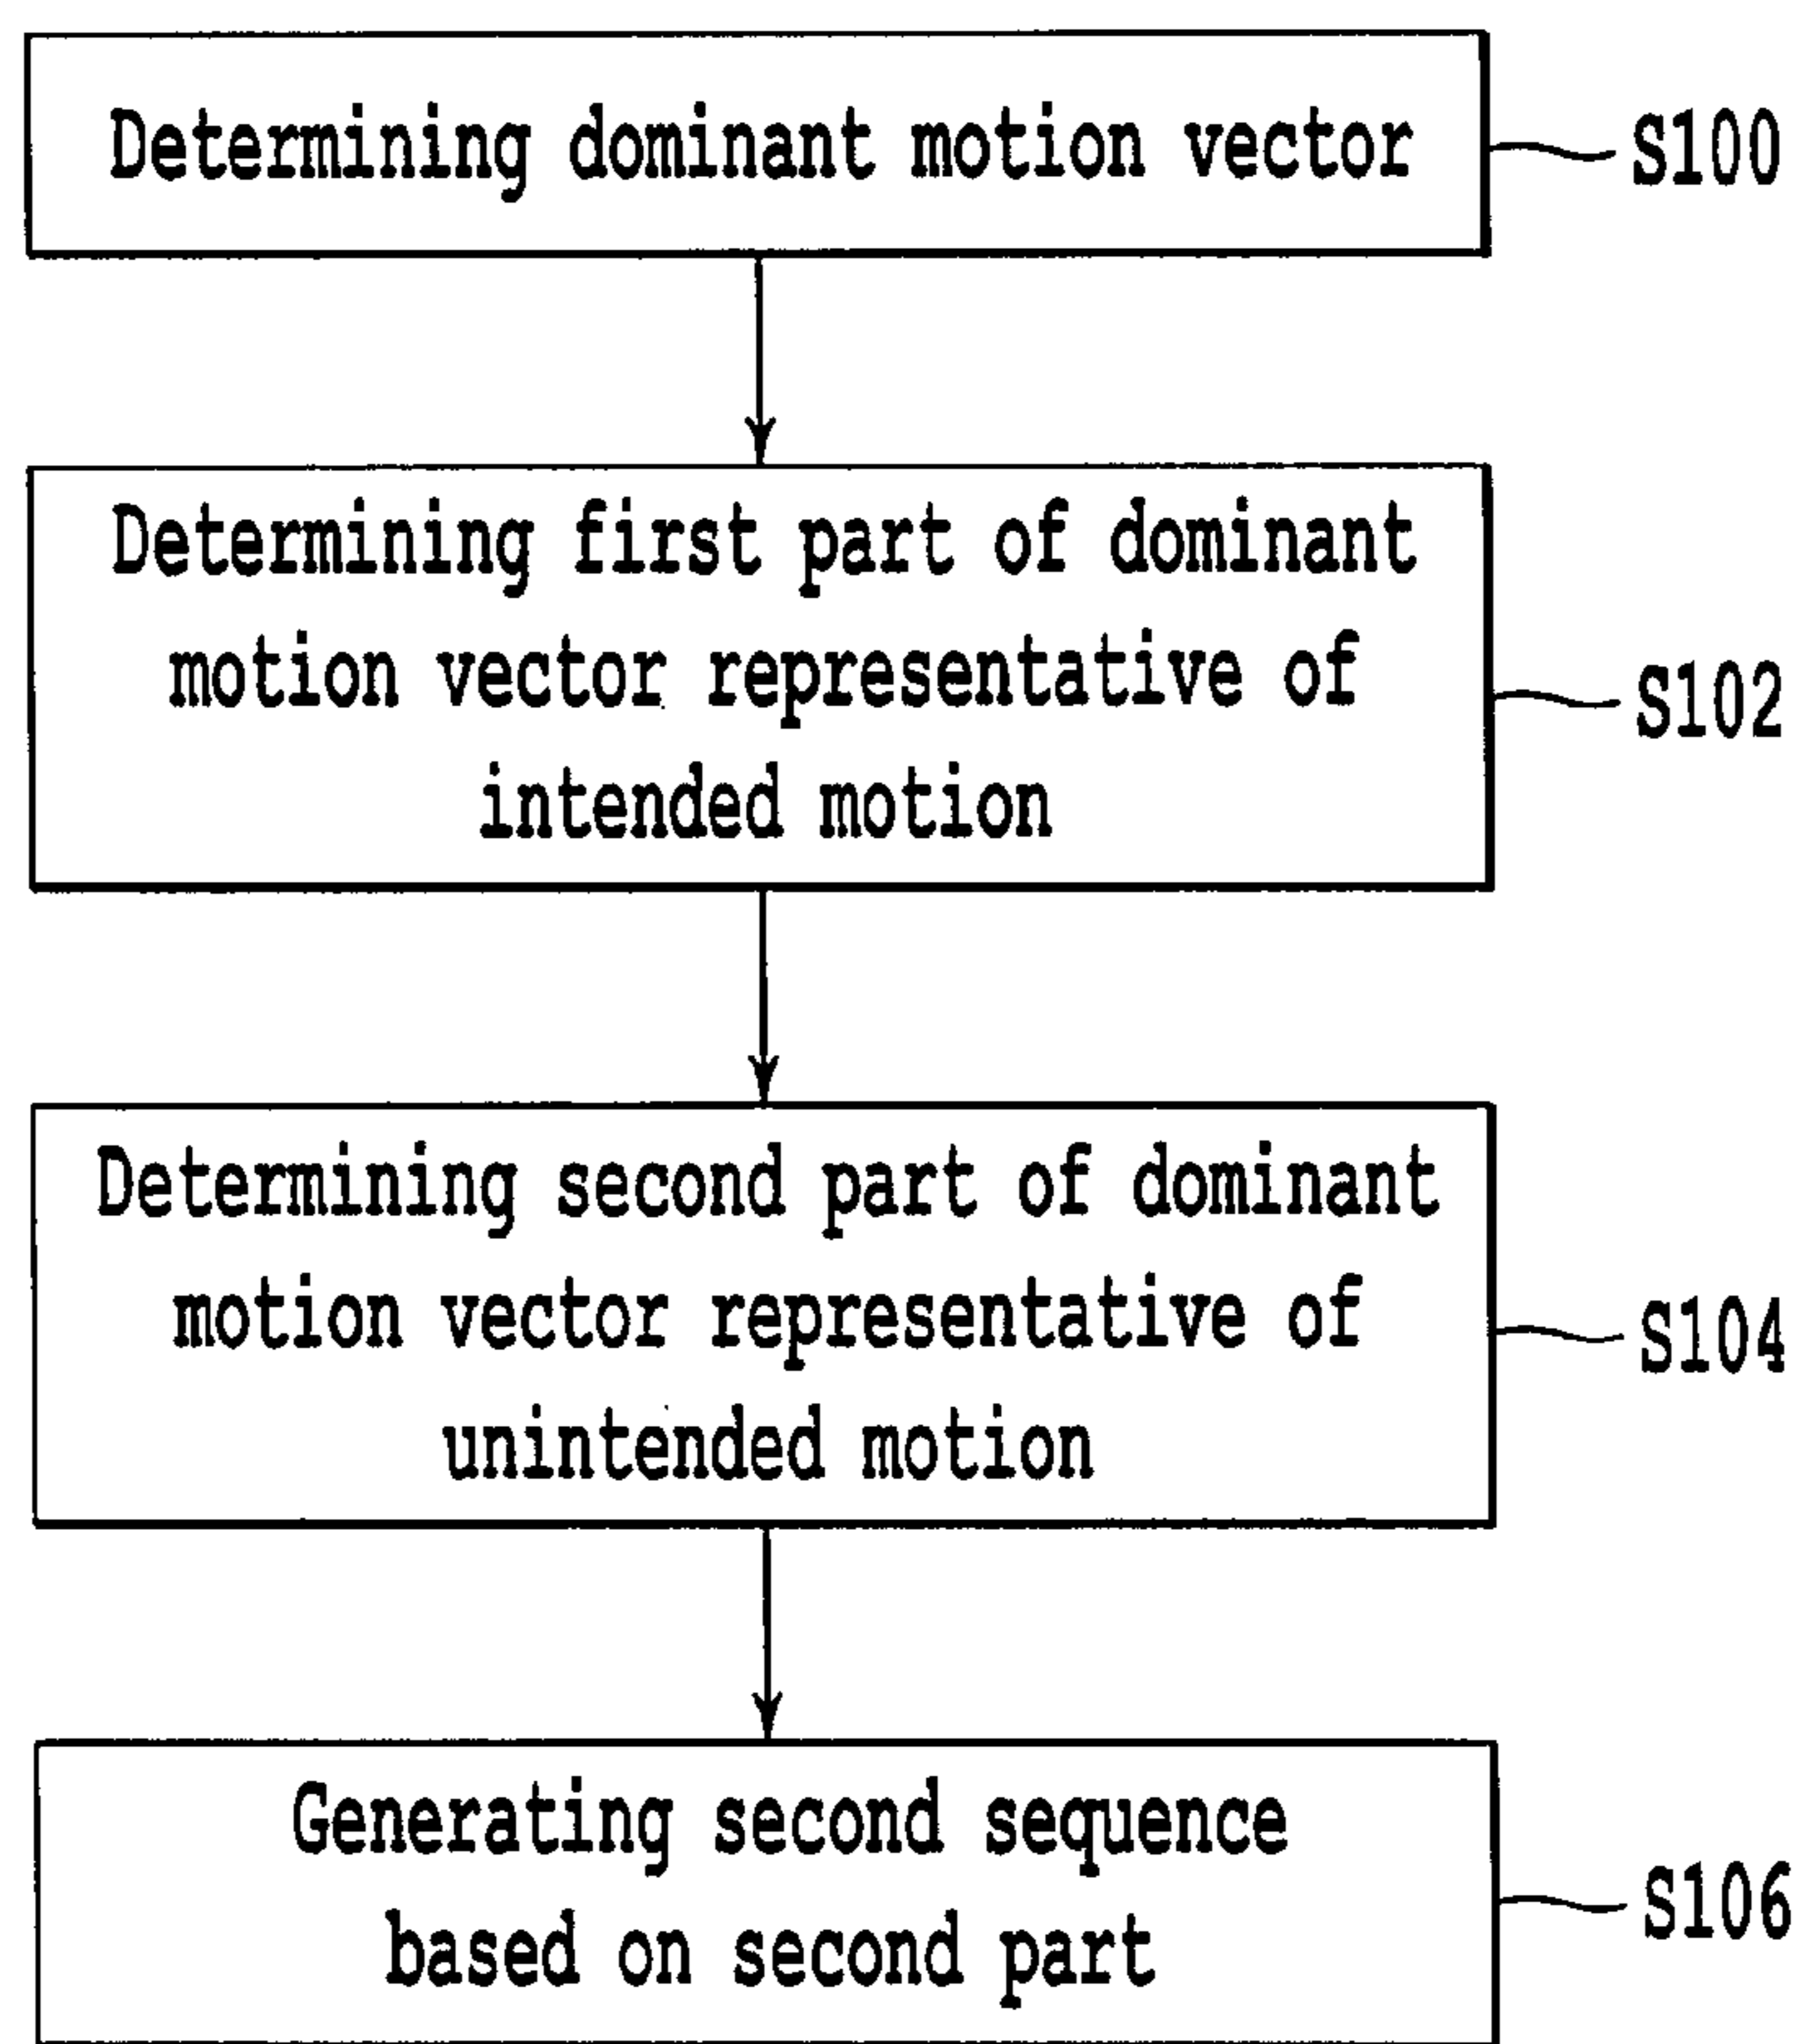 Determining dominant motion vector
S100
Determining first part of dominant
motion vector representative of
intended motion
S102
Determining second part of dominant
motion vector representative of
unintended motion
S104
Generating second sequence
based on second part
S106